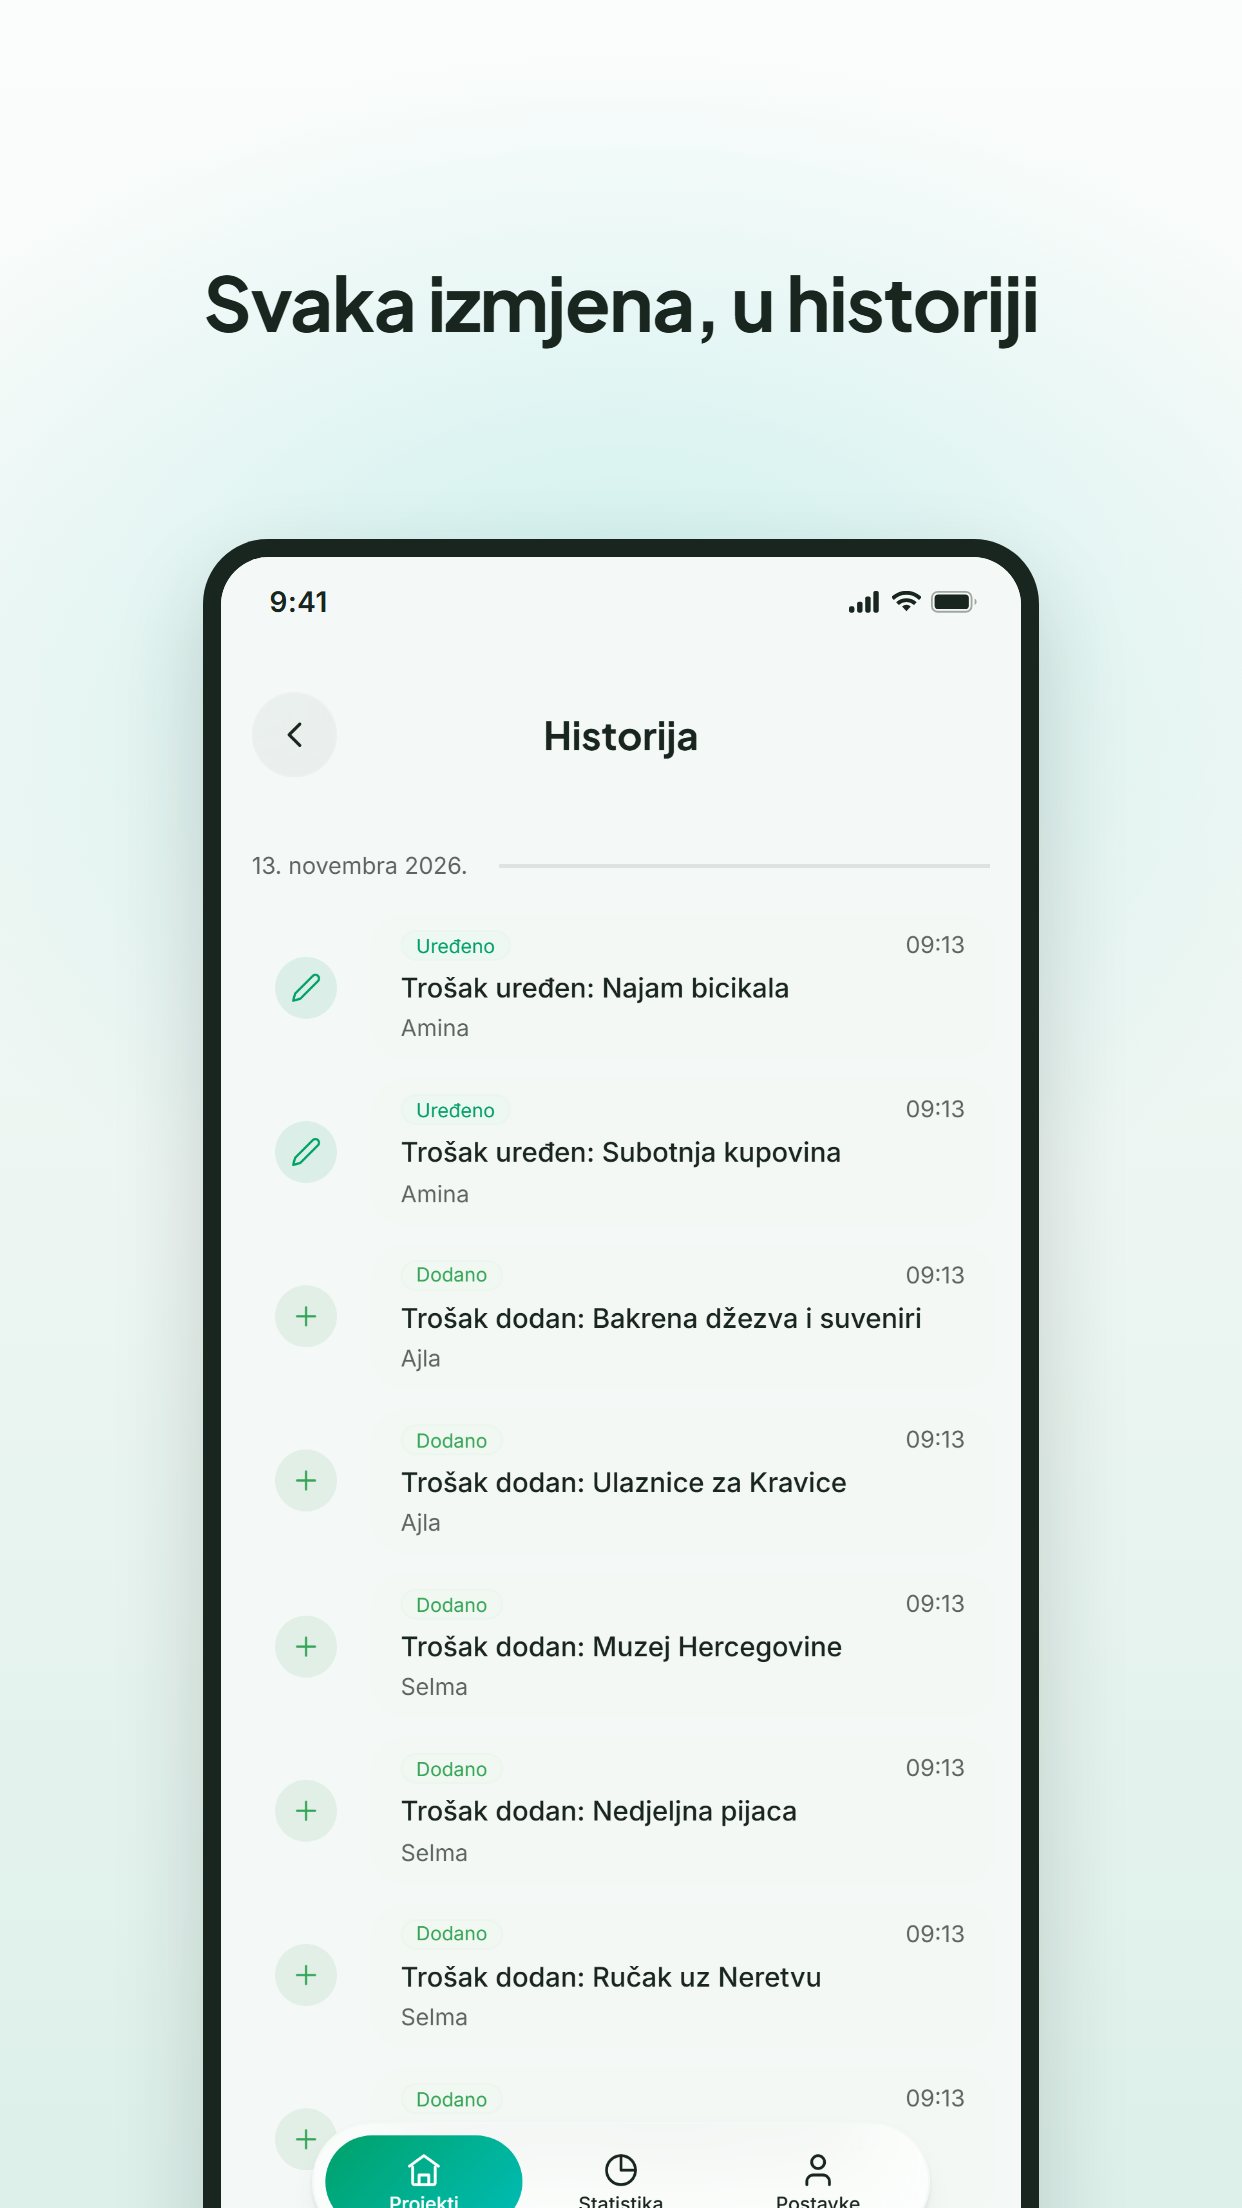 Svaka izmjena, u historiji
9:41
Historija
13. novembra 2026.
Uređeno
09:13
Trošak uređen: Najam bicikala
Amina
Uređeno
09:13
Trošak uređen: Subotnja kupovina
Amina
Dodano
09:13
Trošak dodan: Bakrena džezva i suveniri
Ajla
Dodano
09:13
Trošak dodan: Ulaznice za Kravice
Ajla
Dodano
09:13
Trošak dodan: Muzej Hercegovine
Selma
Dodano
09:13
Trošak dodan: Nedjeljna pijaca
Selma
Dodano
09:13
Trošak dodan: Ručak uz Neretvu
Selma
Dodano
09:13
Projekti
Statistika
Postavke